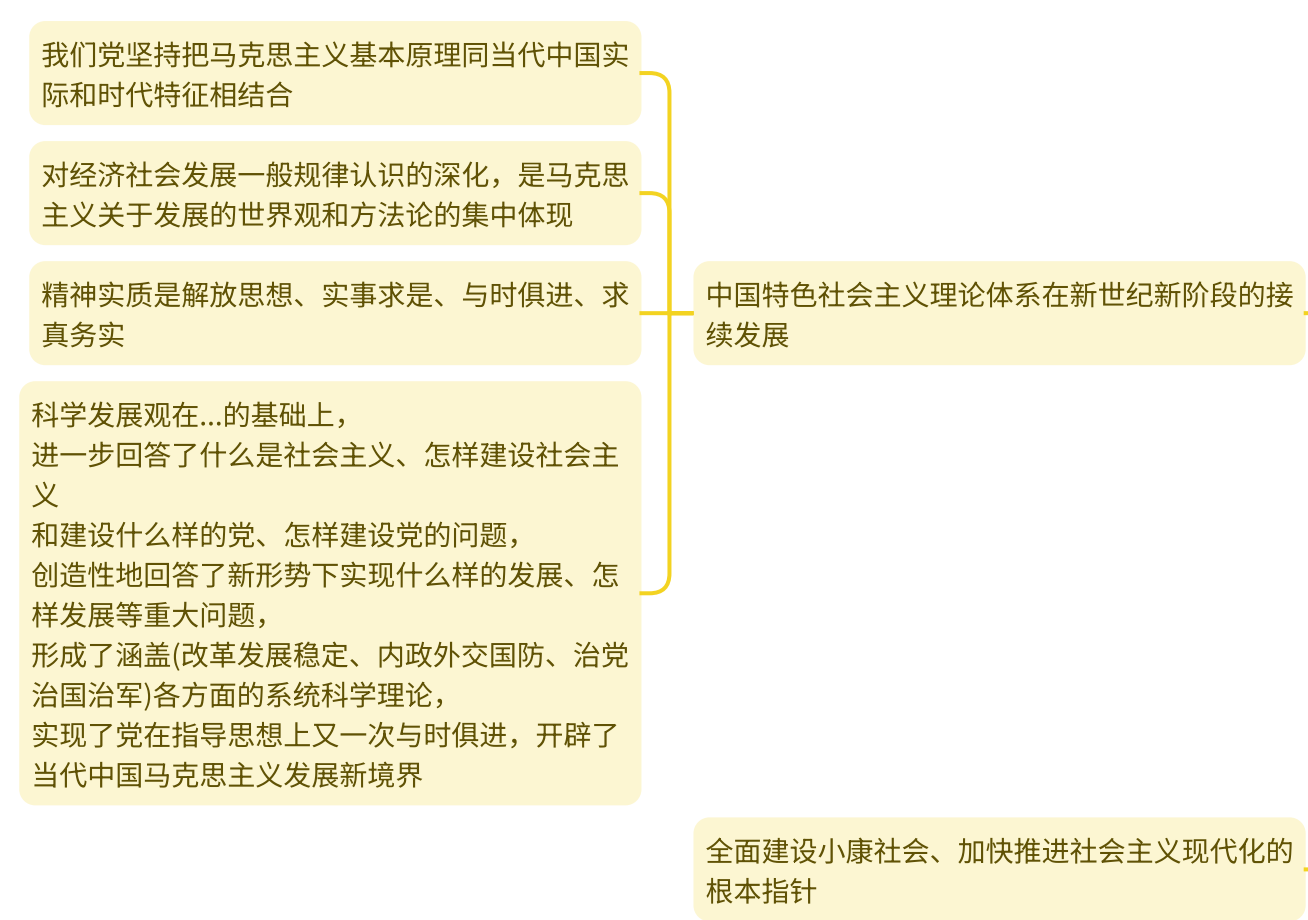 我们党坚持把马克思主义基本原理同当代中国实
际和时代特征相结合
对经济社会发展一般规律认识的深化，是马克思
主义关于发展的世界观和方法论的集中体现
精神实质是解放思想、实事求是、与时俱进、求
真务实
科学发展观在...的基础上，
进一步回答了什么是社会主义、怎样建设社会主
义
和建设什么样的党、怎样建设党的问题，
创造性地回答了新形势下实现什么样的发展、怎
样发展等重大问题，
形成了涵盖(改革发展稳定、内政外交国防、治党
治国治军)各方面的系统科学理论，
实现了党在指导思想上又一次与时俱进，开辟了
当代中国马克思主义发展新境界
中国特色社会主义理论体系在新世纪新阶段的接
续发展
全面建设小康社会、加快推进社会主义现代化的
根本指针